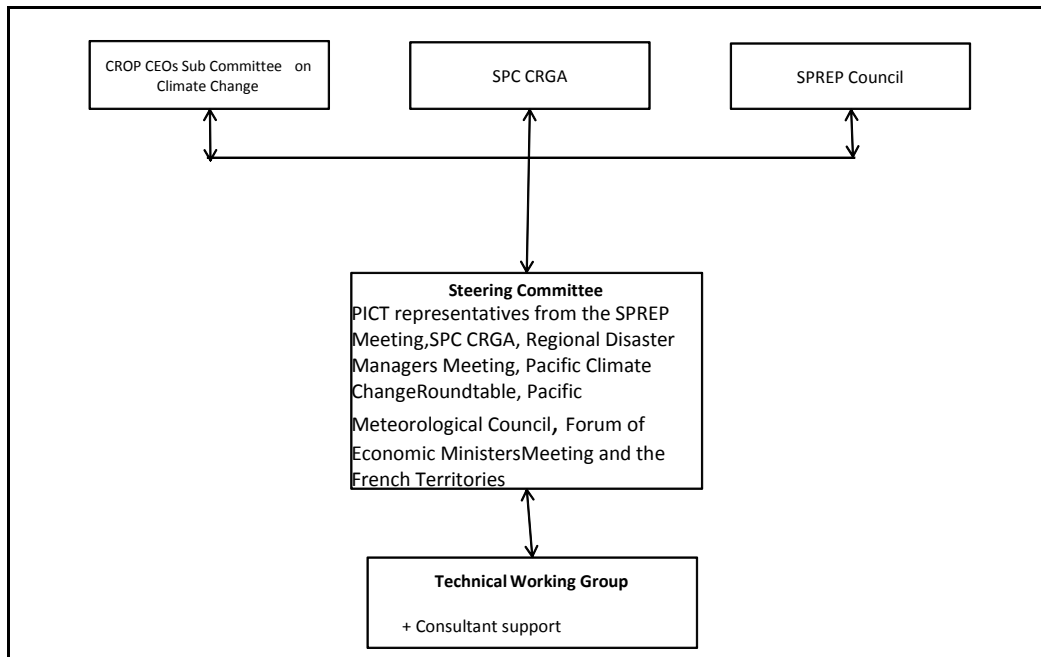 CROP CEOs Sub Committee on
Climate Change
SPC CRGA
SPREP Council
Steering Committee
PICT representatives from the SPREP
Meeting,SPC CRGA, Regional Disaster
Managers Meeting, Pacific Climate
ChangeRoundtable, Pacific
Meteorological Council, Forum of
Economic MinistersMeeting and the
French Territories
Technical Working Group
+ Consultant support